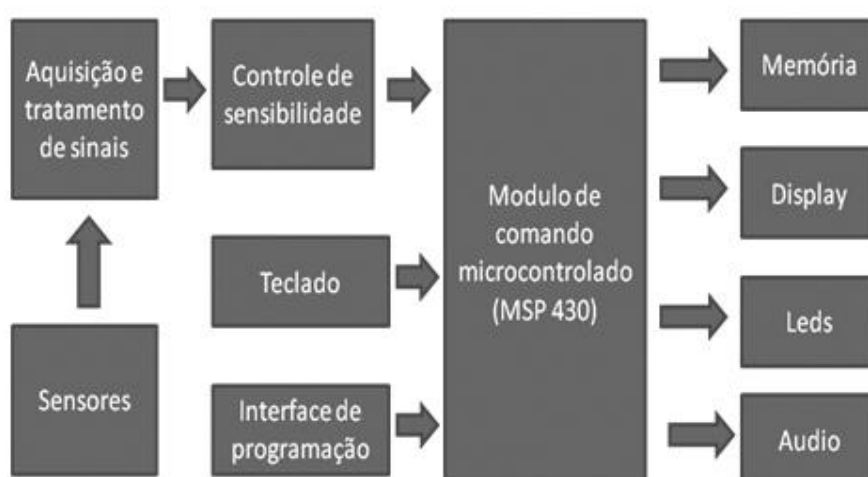 Aquisição e
tratamento
de sinais
Controle de
sensibilidade
Modulo de
comando
microcontrolado
(MSP 430)
Memória
Display
Teclado
Leds
Sensores
Interface de
programação
Audio